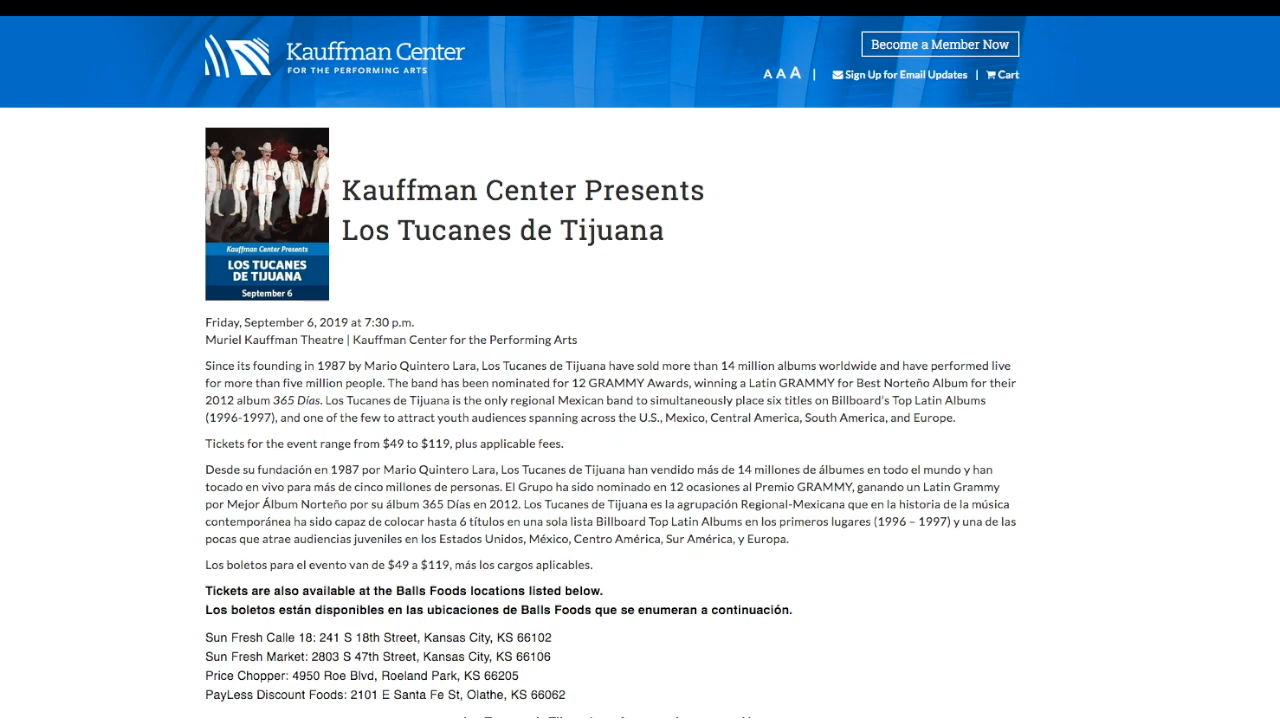 Kauffman Center
FOR THE PERFORMING ARTS
Become a Member Now
A A A | Sign Up for Email Updates | Cart
Kauffman Center Presents
LOS TUCANES
DE TIJUANA
September 6
Kauffman Center Presents
Los Tucanes de Tijuana
Friday, September 6, 2019 at 7:30 p.m.
Muriel Kauffman Theatre | Kauffman Center for the Performing Arts
Since its founding in 1987 by Mario Quintero Lara, Los Tucanes de Tijuana have sold more than 14 million albums worldwide and have performed live
for more than five million people. The band has been nominated for 12 GRAMMY Awards, winning a Latin GRAMMY for Best Norteño Album for their
2012 album 365 Días. Los Tucanes de Tijuana is the only regional Mexican band to simultaneously place six titles on Billboard's Top Latin Albums
(1996-1997), and one of the few to attract youth audiences spanning across the U.S., Mexico, Central America, South America, and Europe.
Tickets for the event range from $49 to $119, plus applicable fees.
Desde su fundación en 1987 por Mario Quintero Lara, Los Tucanes de Tijuana han vendido más de 14 millones de álbumes en todo el mundo y han
tocado en vivo para más de cinco millones de personas. El Grupo ha sido nominado en 12 ocasiones al Premio GRAMMY, ganando un Latin Grammy
por Mejor Álbum Norteño por su álbum 365 Días en 2012. Los Tucanes de Tijuana es la agrupación Regional-Mexicana que en la historia de la música
contemporánea ha sido capaz de colocar hasta 6 títulos en una sola lista Billboard Top Latin Albums en los primeros lugares (1996 – 1997) y una de las
pocas que atrae audiencias juveniles en los Estados Unidos, México, Centro América, Sur América, y Europa.
Los boletos para el evento van de $49 a $119, más los cargos aplicables.
Tickets are also available at the Balls Foods locations listed below.
Los boletos están disponibles en las ubicaciones de Balls Foods que se enumeran a continuación.
Sun Fresh Calle 18: 241 S 18th Street, Kansas City, KS 66102
Sun Fresh Market: 2803 S 47th Street, Kansas City, KS 66106
Price Chopper: 4950 Roe Blvd, Roeland Park, KS 66205
PayLess Discount Foods: 2101 E Santa Fe St, Olathe, KS 66062